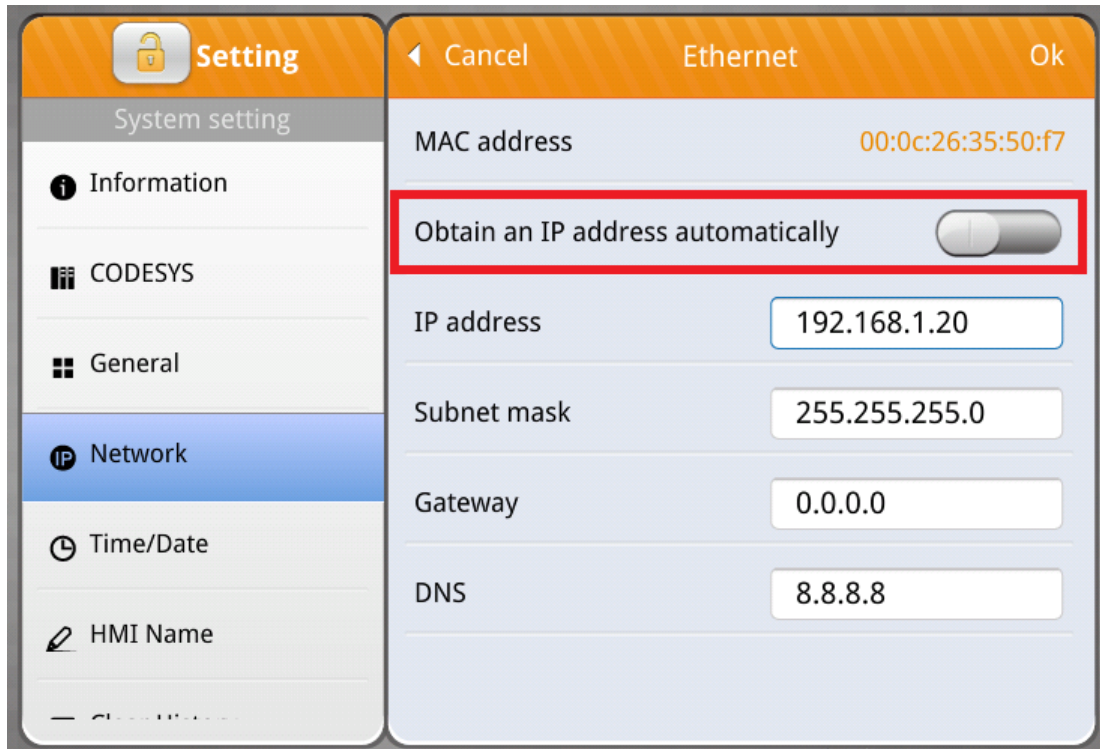 Setting
System setting
Information
CODESYS
General
IP Network
Time/Date
HMI Name
Cancel Ethernet Ok
MAC address 00:0c:26:35:50:f7
Obtain an IP address automatically
IP address 192.168.1.20
Subnet mask 255.255.255.0
Gateway 0.0.0.0
DNS 8.8.8.8